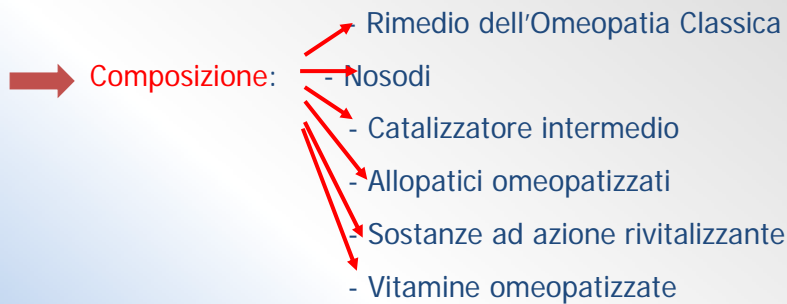 - Rimedio dell'Omeopatia Classica
Composizione: - Nosodi
- Catalizzatore intermedio
- Allopatici omeopatizzati
- Sostanze ad azione rivitalizzante
- Vitamine omeopatizzate